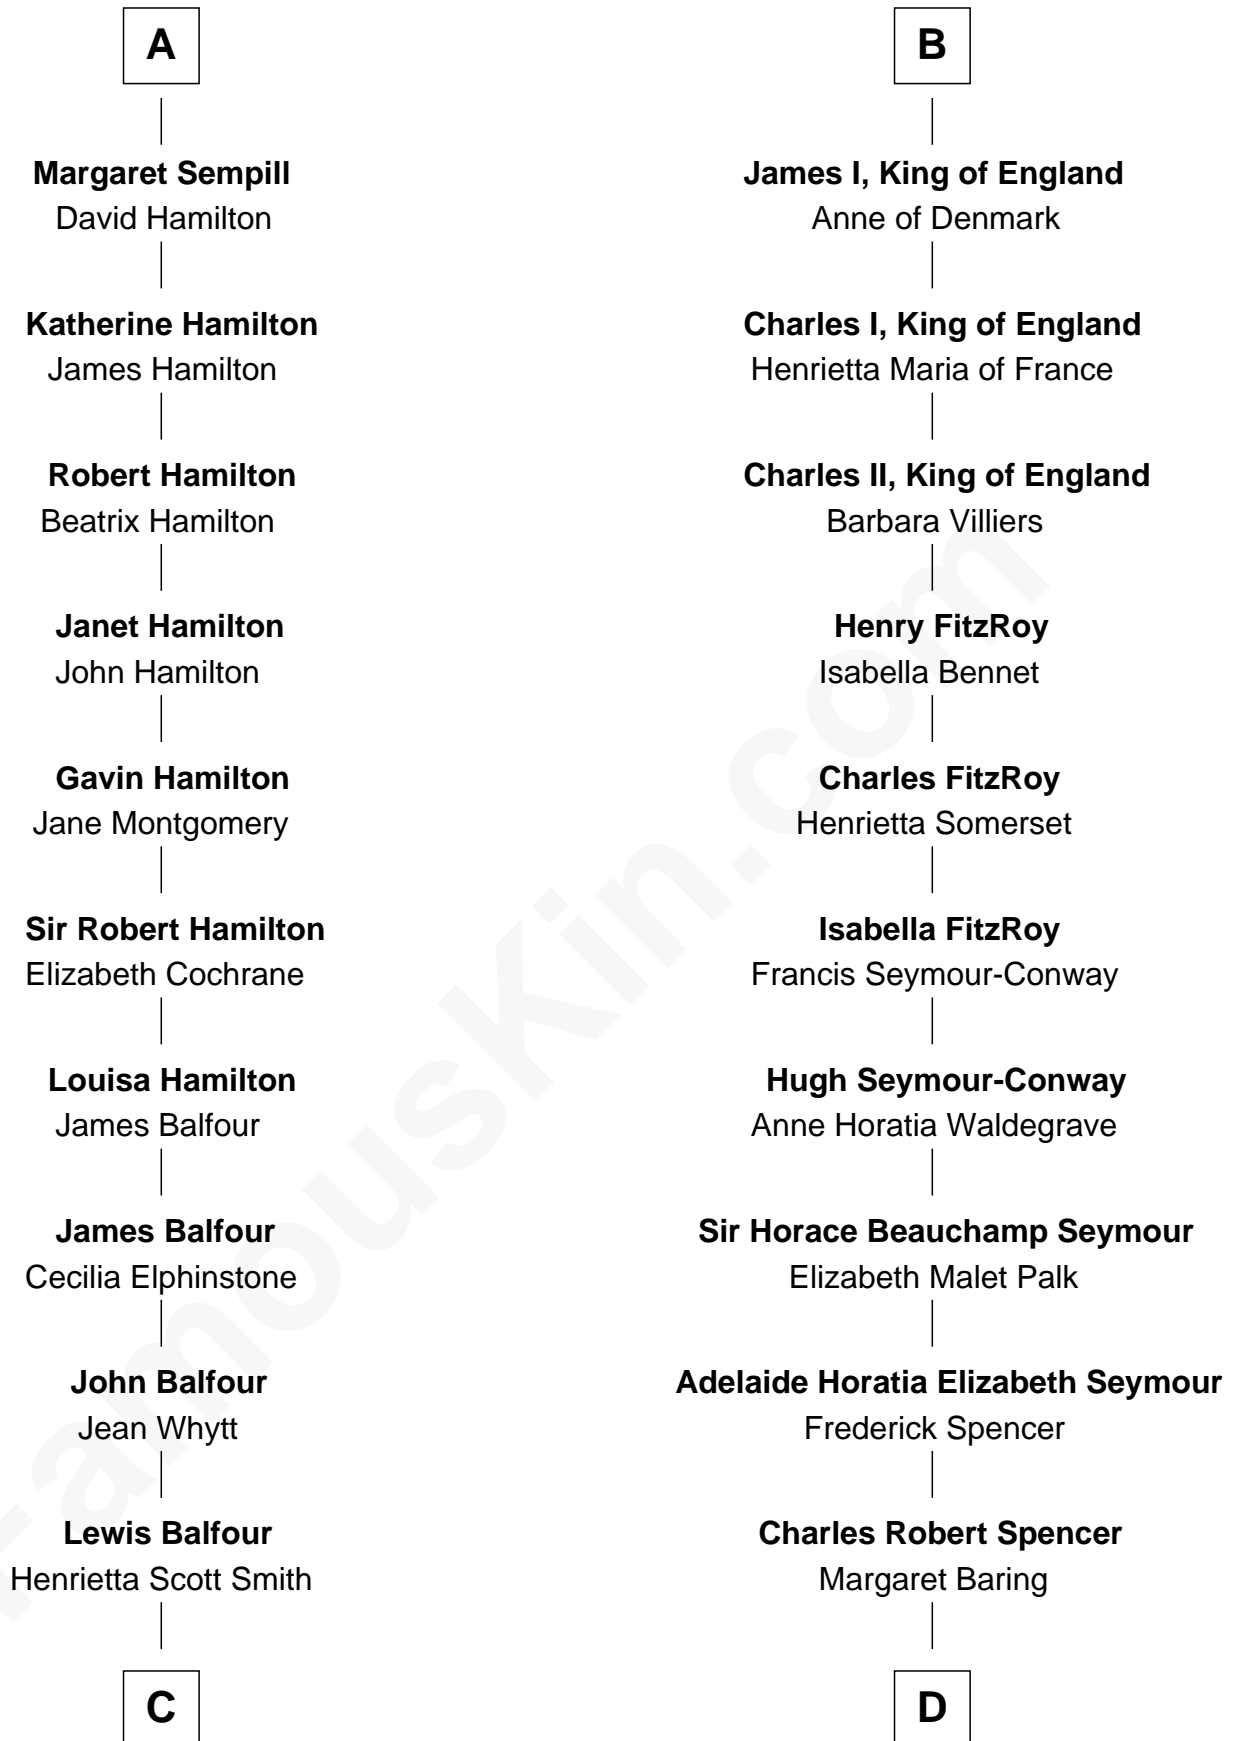 A
Margaret Sempill
David Hamilton
Katherine Hamilton
James Hamilton
Robert Hamilton
Beatrix Hamilton
Janet Hamilton
John Hamilton
Gavin Hamilton
Jane Montgomery
Sir Robert Hamilton
Elizabeth Cochrane
Louisa Hamilton
James Balfour
James Balfour
Cecilia Elphinstone
John Balfour
Jean Whytt
Lewis Balfour
Henrietta Scott Smith
C
B
James I, King of England
Anne of Denmark
Charles I, King of England
Henrietta Maria of France
Charles II, King of England
Barbara Villiers
Henry FitzRoy
Isabella Bennet
Charles FitzRoy
Henrietta Somerset
Isabella FitzRoy
Francis Seymour-Conway
Hugh Seymour-Conway
Anne Horatia Waldegrave
Sir Horace Beauchamp Seymour
Elizabeth Malet Palk
Adelaide Horatia Elizabeth Seymour
Frederick Spencer
Charles Robert Spencer
Margaret Baring
D
FamousKin.com